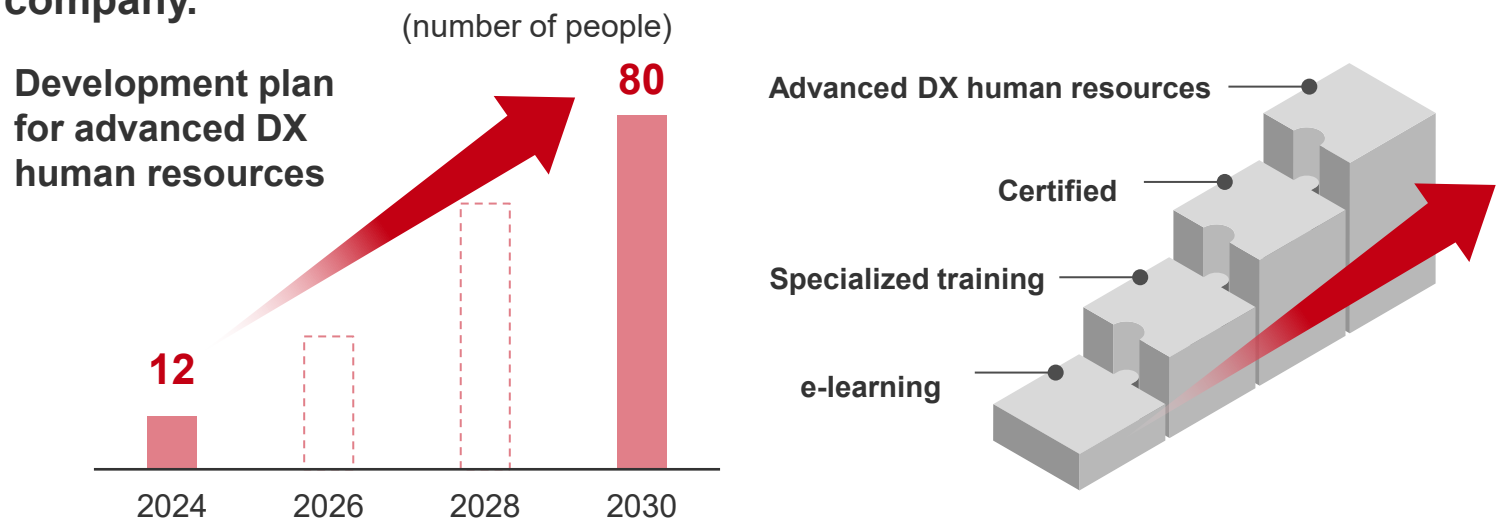 company.
(number of people)
Development plan
for advanced DX
human resources
80
12
2024
2026
2028
2030
Advanced DX human resources
Certified
Specialized training
e-learning